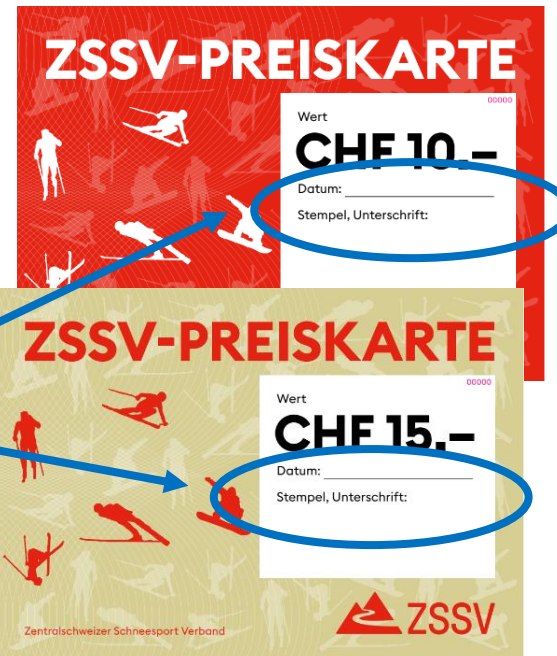 ZSSV-PREISKARTE
00000
Wert
CHF 10.–
Datum:
Stempel, Unterschrift:
ZSSV-PREISKARTE
00000
Wert
CHF 15.–
Datum:
Stempel, Unterschrift:
ZSSV
Zentralschweizer Schneesport Verband